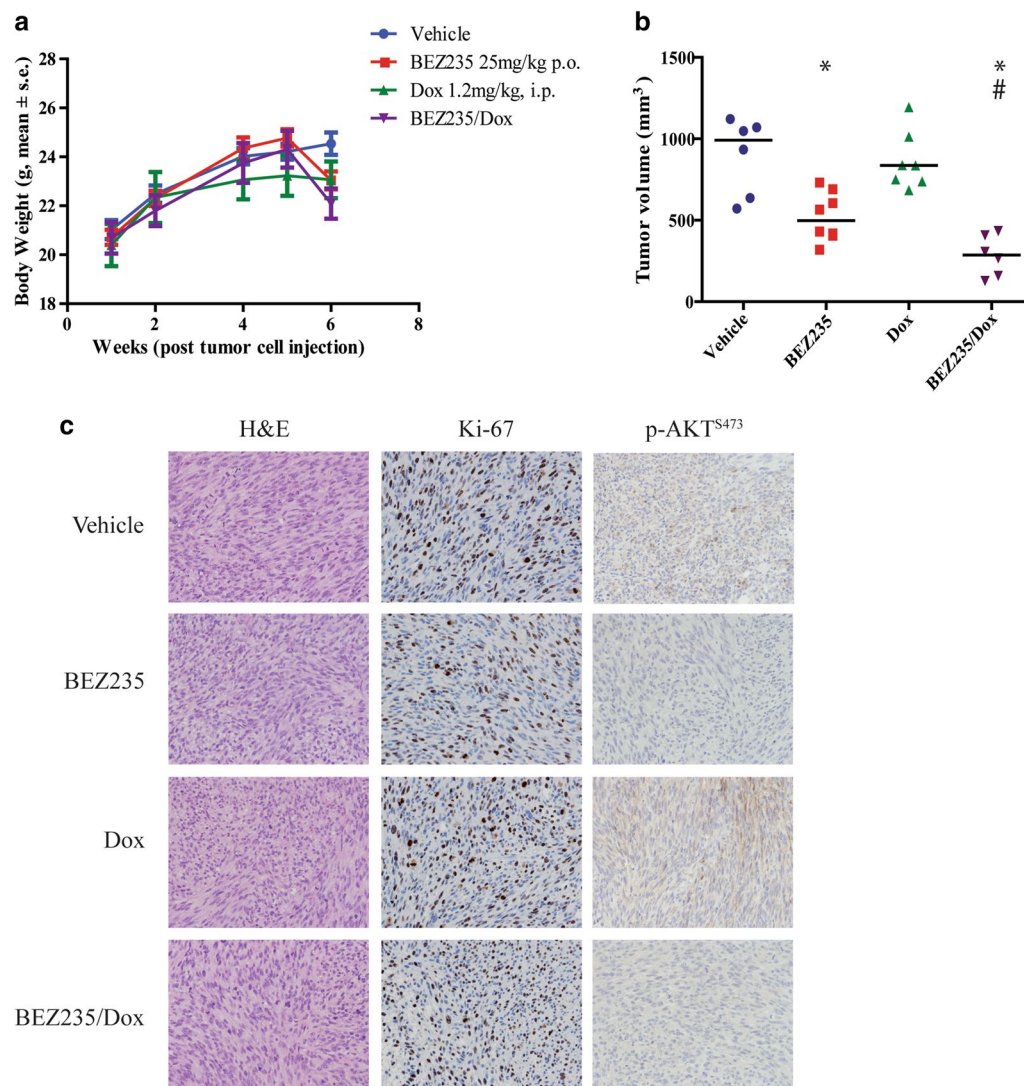 a
Vehicle
BEZ235 25mg/kg p.o.
Dox 1.2mg/kg, i.p.
BEZ235/Dox
Body Weight (g, mean ± s.e.)
28
26
24
22
20
18
0
2
4
6
8
Weeks (post tumor cell injection)
b
Tumor volume (mm³)
1500
1000
500
0
*
*
#
Vehicle
BEZ235
Dox
BEZ235/Dox
c
H&E
Ki-67
p-AKT^S473
Vehicle
BEZ235
Dox
BEZ235/Dox